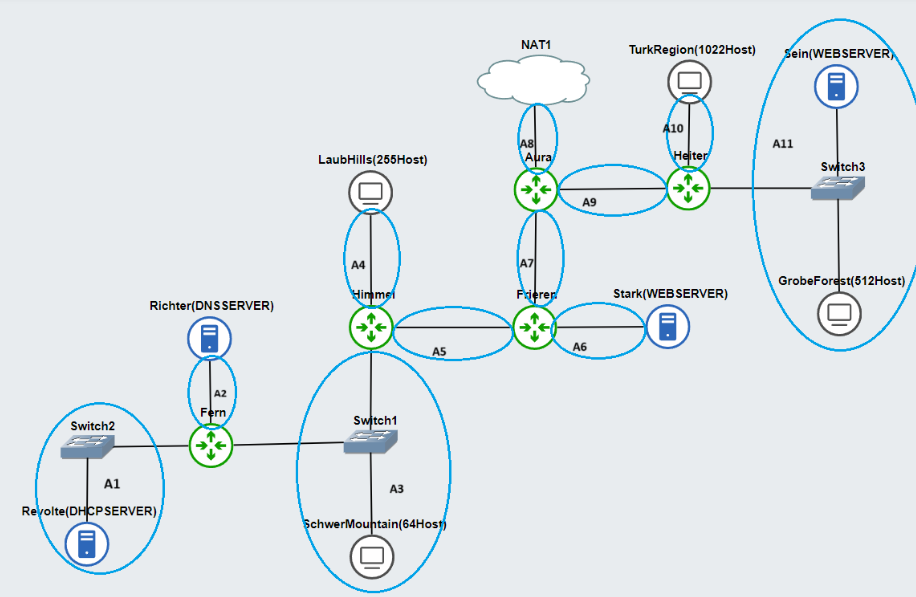 NAT1
TurkRegion(1022Host)
Sein(WEBSERVER)
A8
A10
A11
Aura
Heiter
Switch3
LaubHills(255Host)
A9
A4
A7
GrobeForest(512Host)
Himmel
Frieren
Stark(WEBSERVER)
Richter(DNSSERVER)
A5
A6
A2
Fern
Switch2
Switch1
A1
A3
Revolte(DHCPSERVER)
SchwerMountain(64Host)